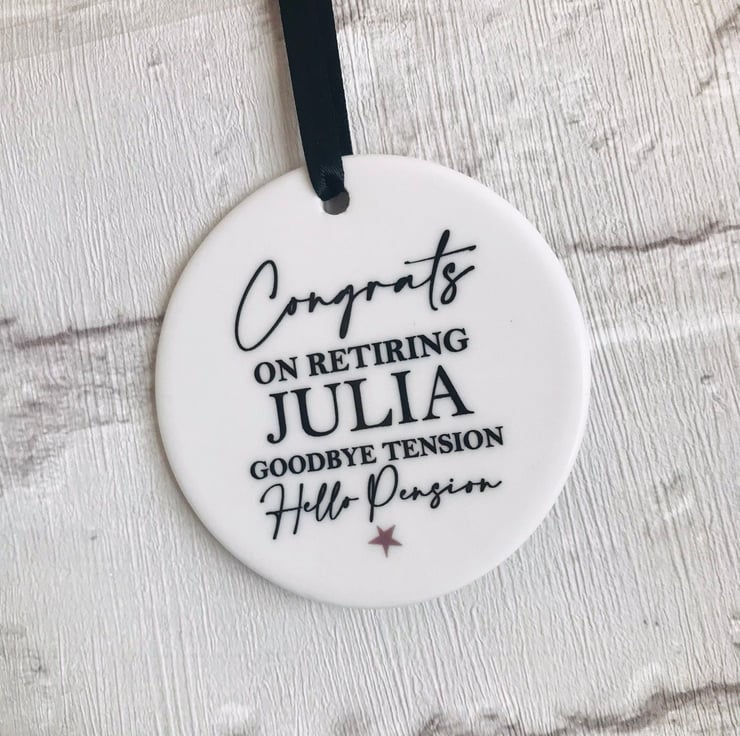 Congrats
ON RETIRING
JULIA
GOODBYE TENSION
Hello Pension